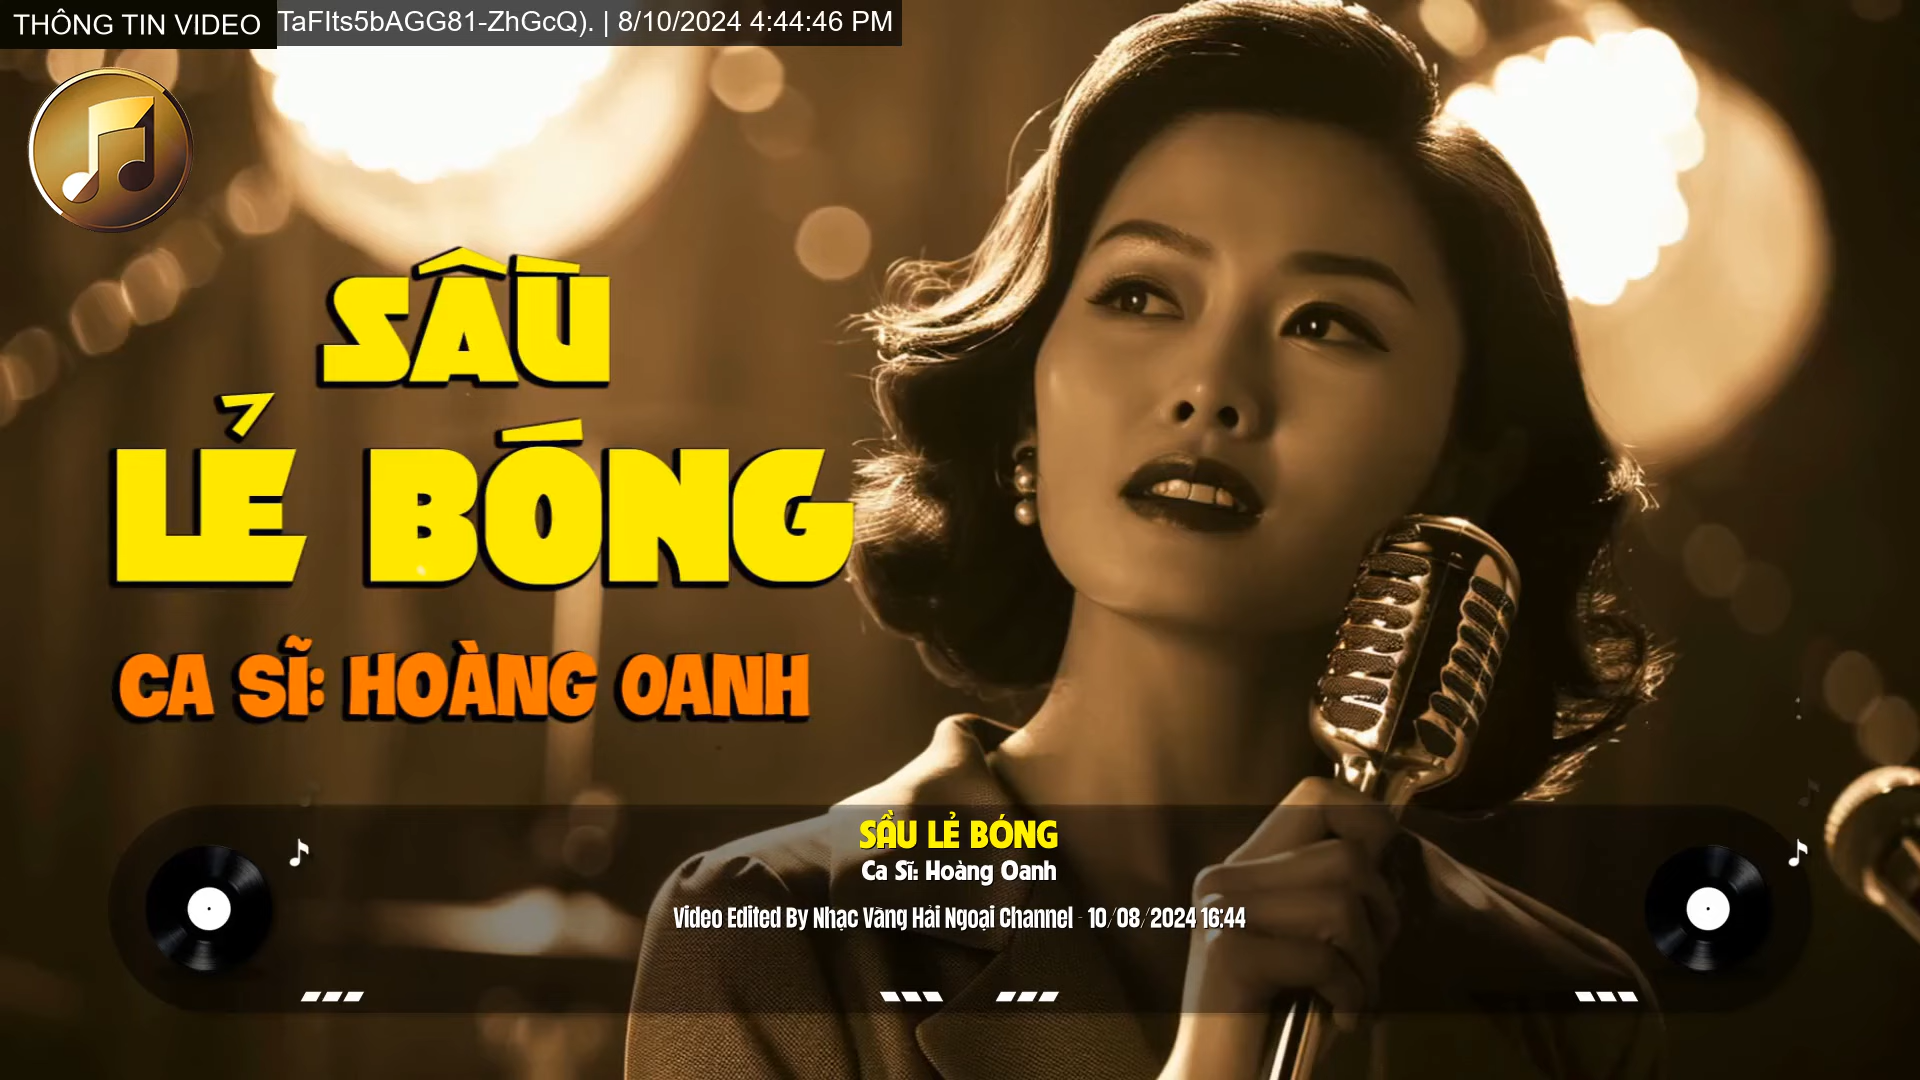 THÔNG TIN VIDEO TaFIts5bAGG81-ZhGcQ). | 8/10/2024 4:44:46 PM
SẦU
LẺ BÓNG
CA SĨ: HOÀNG OANH
SẦU LẺ BÓNG
Ca Sĩ: Hoàng Oanh
Video Edited By Nhạc Vàng Hải Ngoại Channel - 10/08/2024 16:44